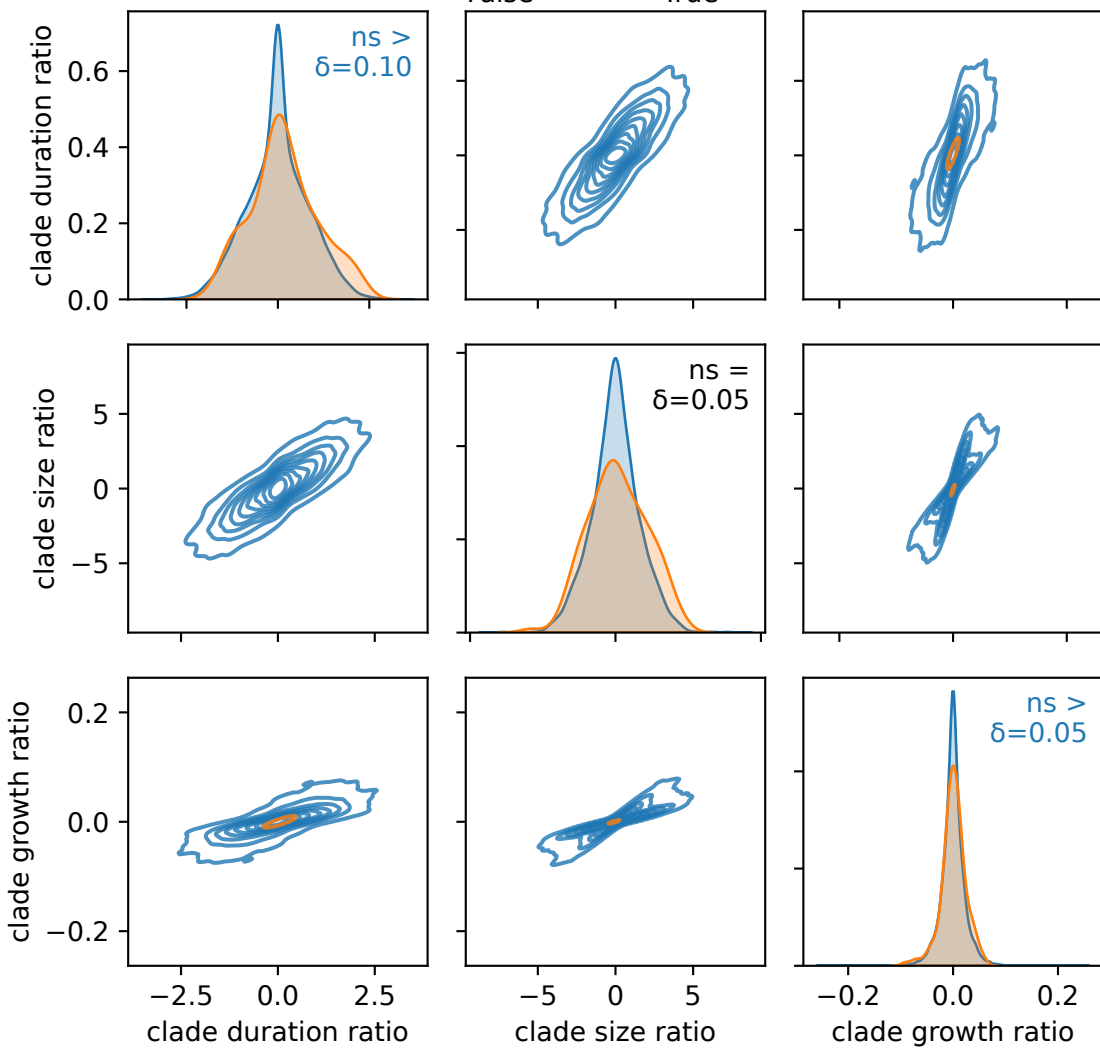 clade duration ratio
0.6
0.4
0.2
0.0
ns >
δ=0.10
clade size ratio
5
0
−5
ns =
δ=0.05
clade growth ratio
0.2
0.0
−0.2
ns >
δ=0.05
−2.5 0.0 2.5
clade duration ratio
−5 0 5
clade size ratio
−0.2 0.0 0.2
clade growth ratio